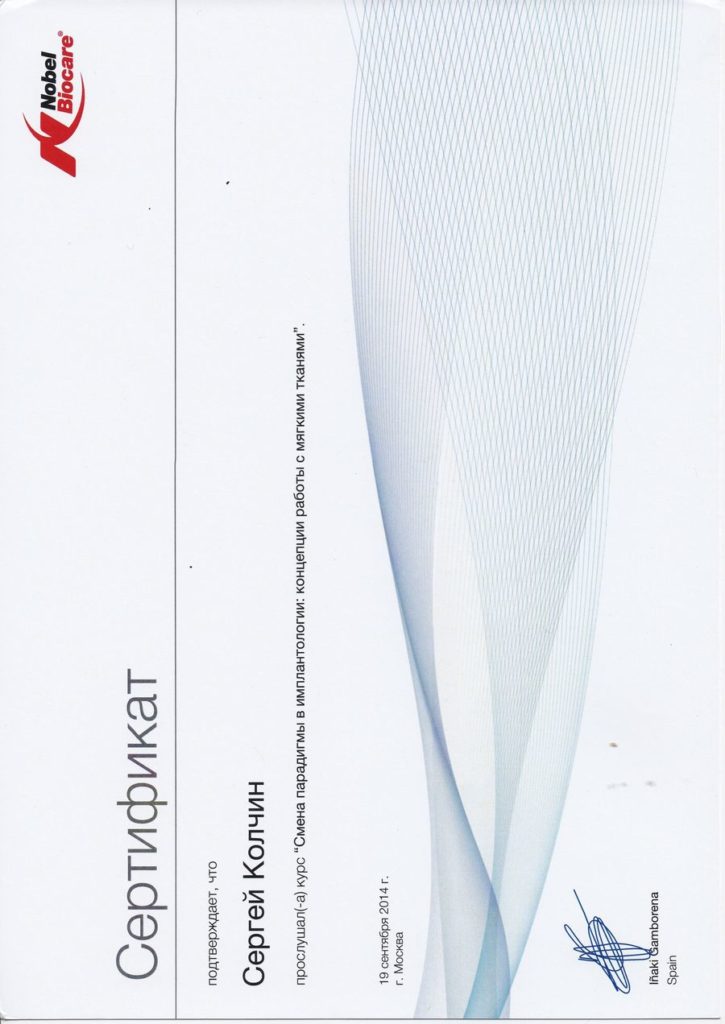 Nobel
Biocare®
Сертификат
подтверждает, что
Сергей Колчин
прослушал(-а) курс "Смена парадигмы в имплантологии: концепции работы с мягкими тканями".
19 сентября 2014 г.
г. Москва
Iñaki Gamborena
Spain